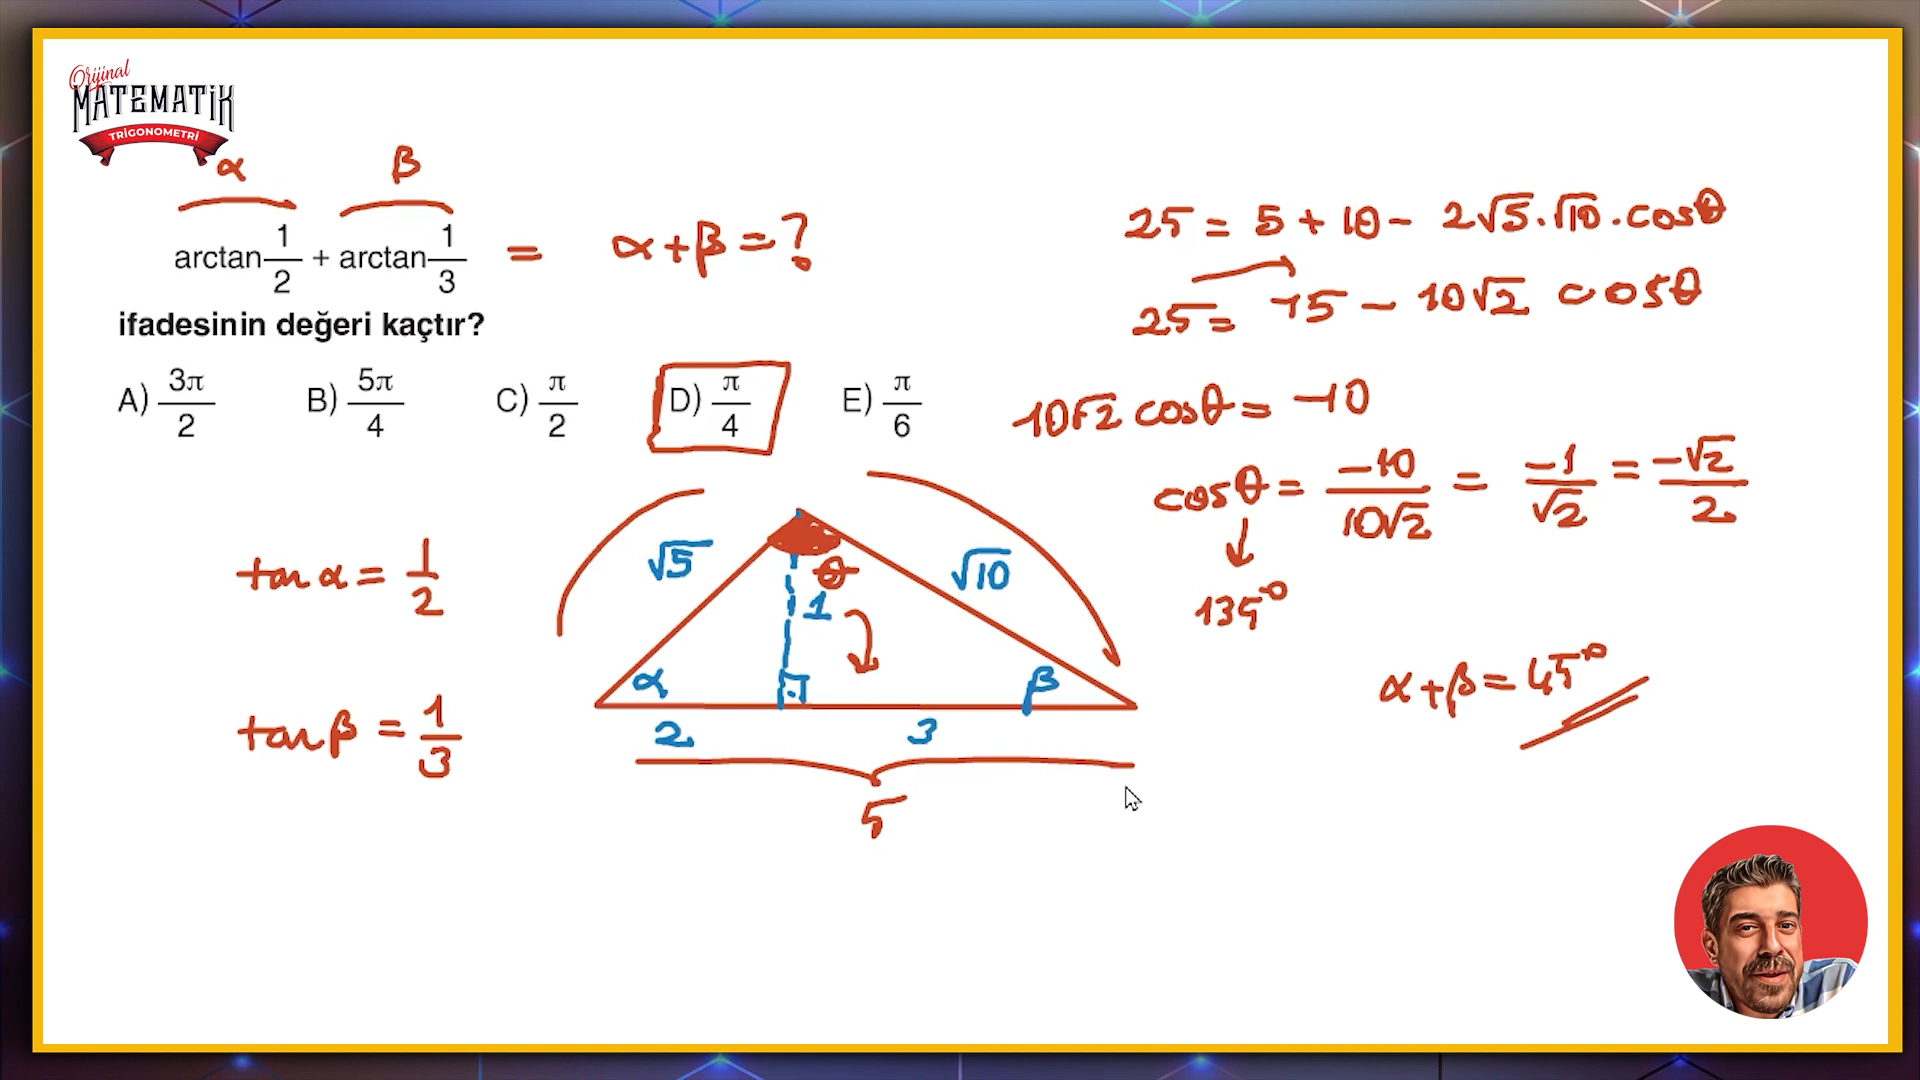 Orijinal
MATEMATİK
TRİGONOMETRİ
α β
arctan 1/2 + arctan 1/3 = α + β = ?
ifadesinin değeri kaçtır?
A) 3π/2 B) 5π/4 C) π/2 D) π/4 E) π/6
tan α = 1/2
tan β = 1/3
√5 θ √10
1
α β
2 3
5
25 = 5 + 10 - 2√5.√10.cosθ
25 = 15 - 10√2 cosθ
10√2 cosθ = -10
cosθ = -10/10√2 = -1/√2 = -√2/2
135°
α + β = 45°